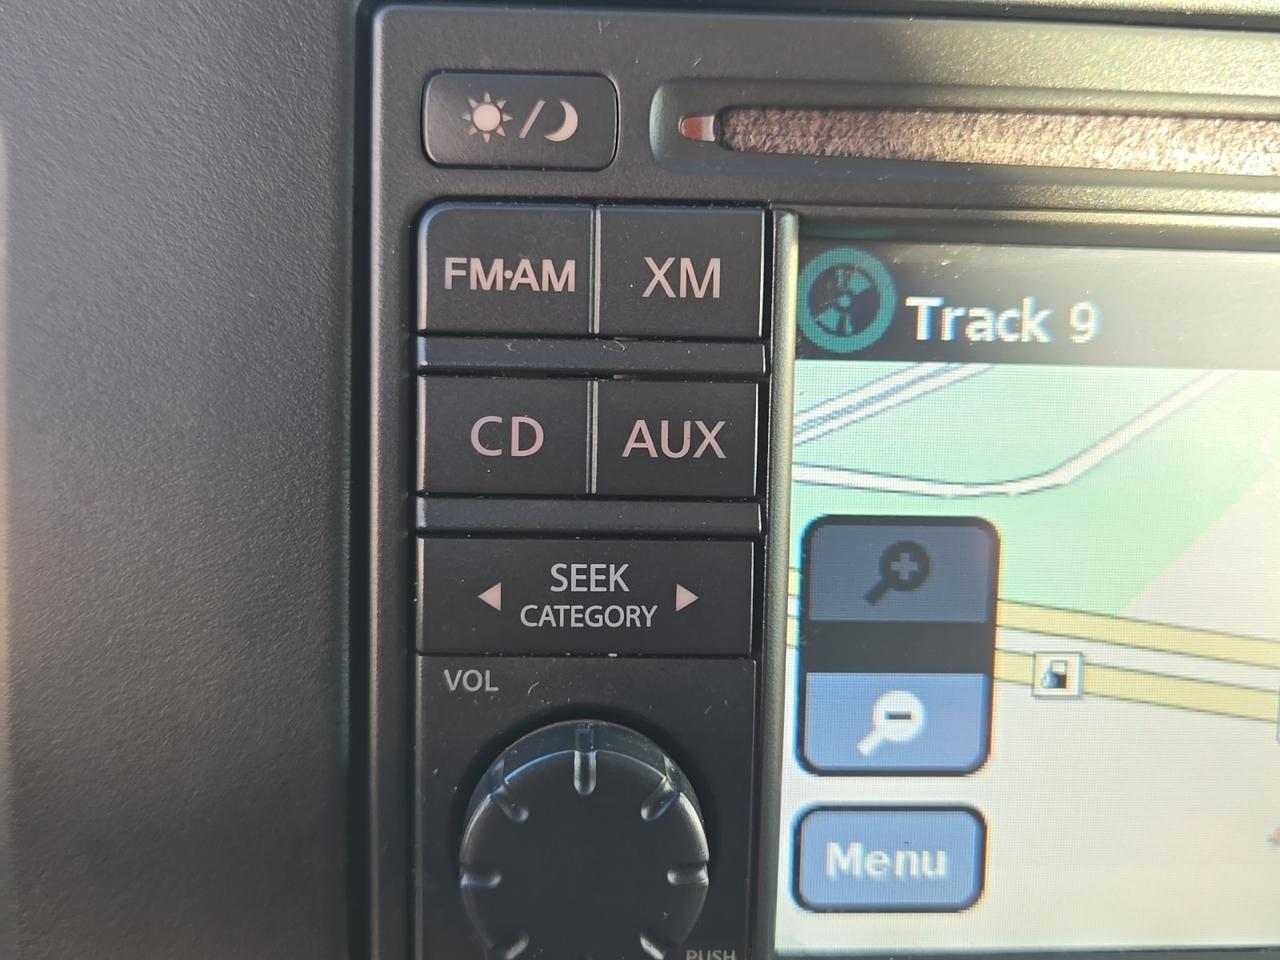 FM·AM
XM
Track 9
CD
AUX
SEEK
CATEGORY
VOL
Menu
PUSH